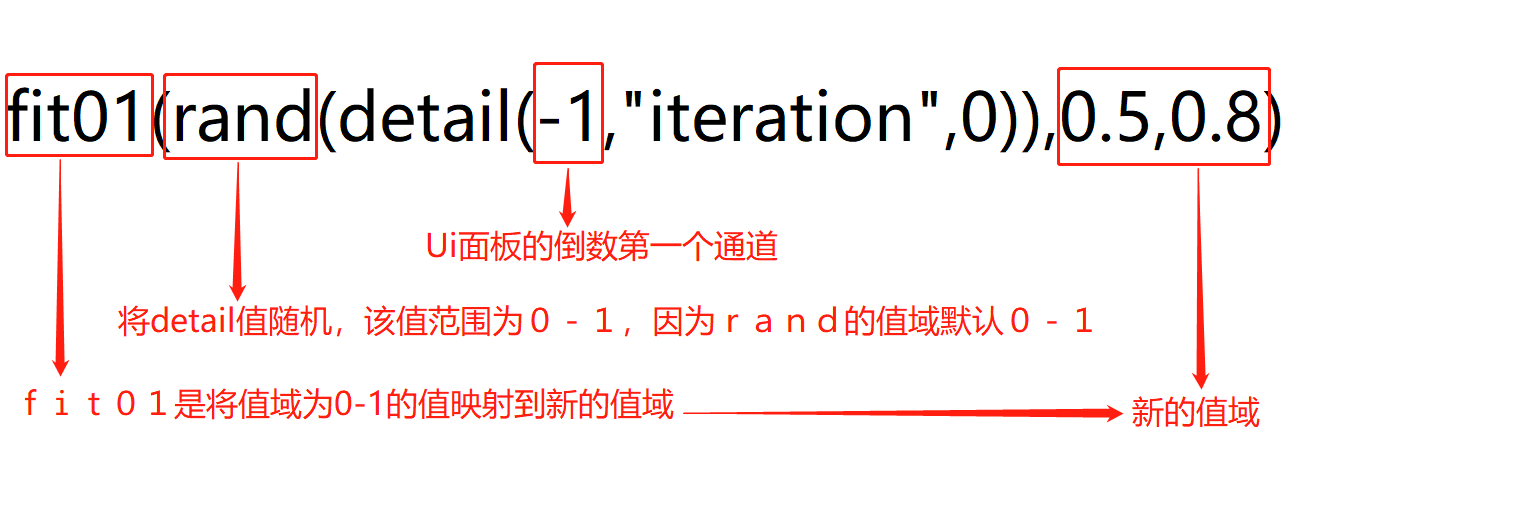 fit01(rand(detail(-1,"iteration",0)),0.5,0.8)
Ui面板的倒数第一个通道
将detail值随机，该值范围为０-１，因为ｒａｎｄ的值域默认０-１
ｆｉｔ０１是将值域为0-1的值映射到新的值域
新的值域